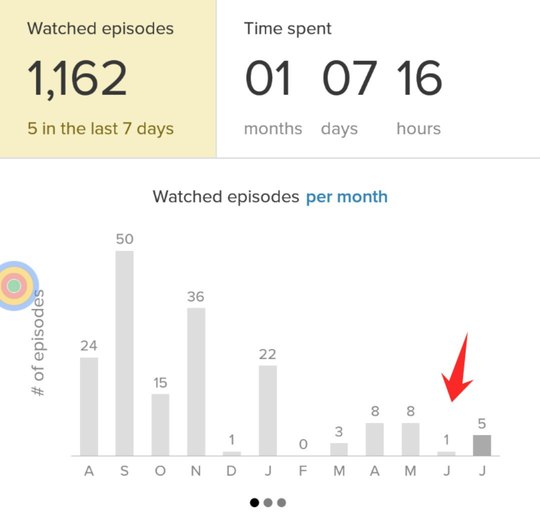 Watched episodes
1,162
5 in the last 7 days
Time spent
01 07 16
months days hours
Watched episodes per month
# of episodes
24 50 15 36 1 22 0 3 8 8 1 5
A S O N D J F M A M J J